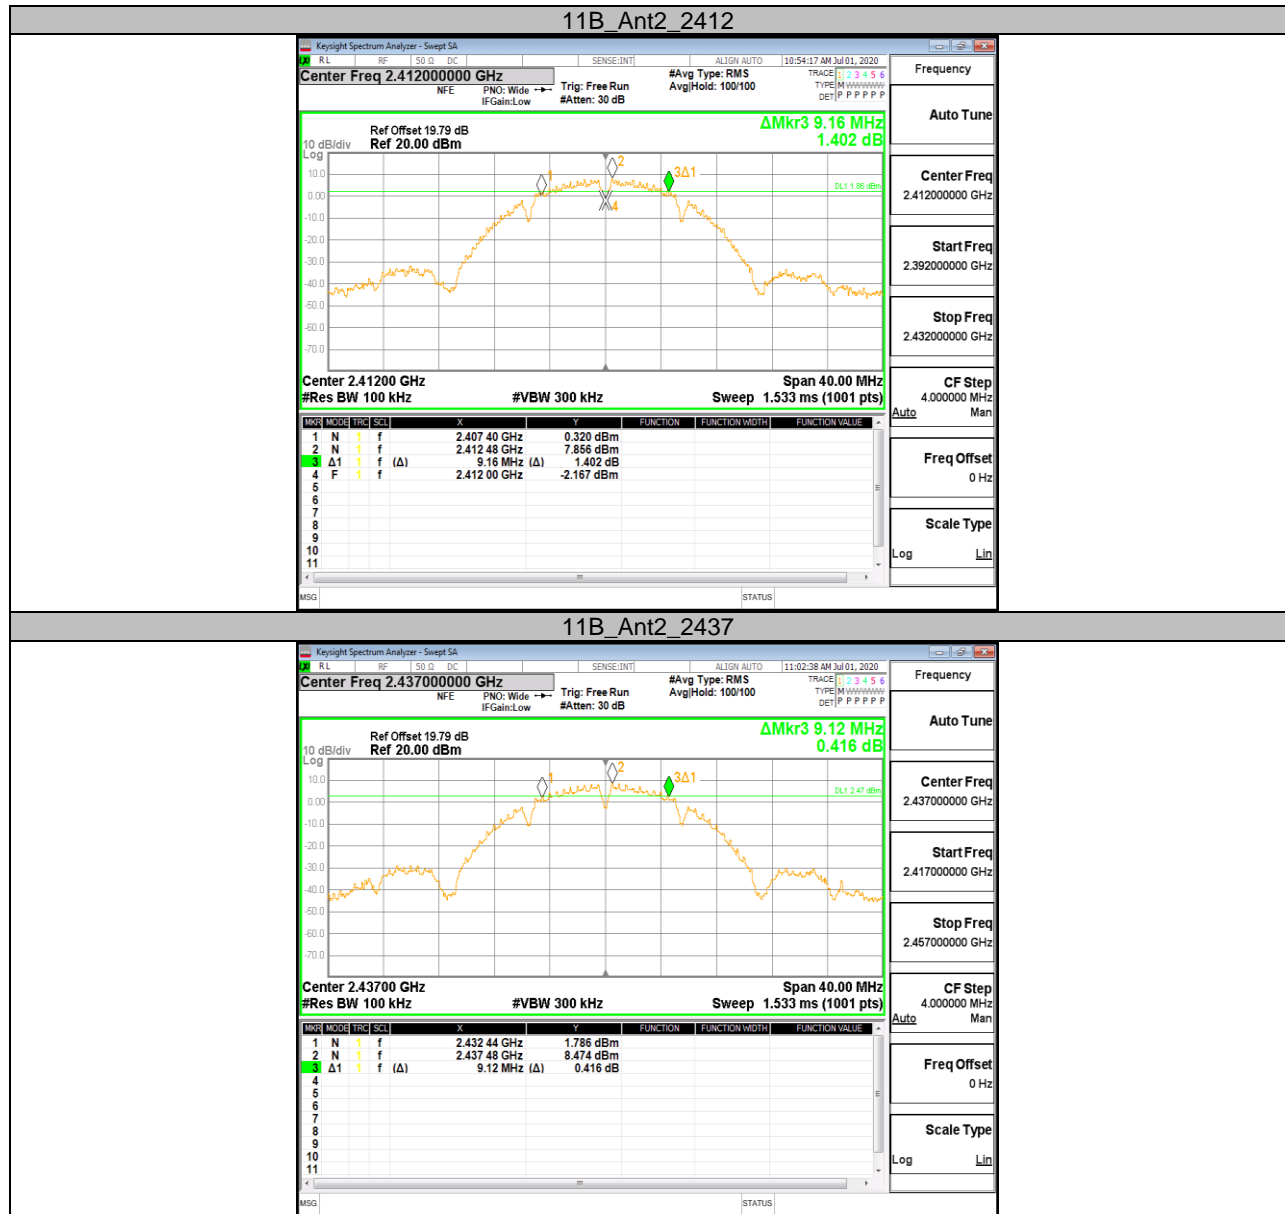 11B_Ant2_2412
Keysight Spectrum Analyzer - Swept SA
RL RF 50 Ω DC SENSE:INT ALIGN AUTO 10:54:17 AM Jul 01, 2020
Center Freq 2.412000000 GHz
NFE
PNO: Wide
IFGain:Low
Trig: Free Run
#Atten: 30 dB
#Avg Type: RMS
Avg|Hold: 100/100
TRACE 1 2 3 4 5 6
TYPE M WWWWW
DET P P P P P P
Frequency
Auto Tune
Center Freq
2.412000000 GHz
Start Freq
2.392000000 GHz
Stop Freq
2.432000000 GHz
CF Step
4.000000 MHz
Auto Man
Freq Offset
0 Hz
Scale Type
Log Lin
ΔMkr3 9.16 MHz
1.402 dB
Ref Offset 19.79 dB
10 dB/div Ref 20.00 dBm
Log
10.0
0.00
-10.0
-20.0
-30.0
-40.0
-50.0
-60.0
-70.0
1
2
3Δ1
4
DL1 1.86 dBm
Center 2.41200 GHz Span 40.00 MHz
#Res BW 100 kHz #VBW 300 kHz Sweep 1.533 ms (1001 pts)
MKR MODE TRC SCL X Y FUNCTION FUNCTION WIDTH FUNCTION VALUE
1 N 1 f 2.407 40 GHz 0.320 dBm
2 N 1 f 2.412 48 GHz 7.856 dBm
3 Δ1 1 f (Δ) 9.16 MHz (Δ) 1.402 dB
4 F 1 f 2.412 00 GHz -2.167 dBm
5
6
7
8
9
10
11
MSG STATUS
11B_Ant2_2437
Keysight Spectrum Analyzer - Swept SA
RL RF 50 Ω DC SENSE:INT ALIGN AUTO 11:02:38 AM Jul 01, 2020
Center Freq 2.437000000 GHz
NFE
PNO: Wide
IFGain:Low
Trig: Free Run
#Atten: 30 dB
#Avg Type: RMS
Avg|Hold: 100/100
TRACE 1 2 3 4 5 6
TYPE M WWWWW
DET P P P P P P
Frequency
Auto Tune
Center Freq
2.437000000 GHz
Start Freq
2.417000000 GHz
Stop Freq
2.457000000 GHz
CF Step
4.000000 MHz
Auto Man
Freq Offset
0 Hz
Scale Type
Log Lin
ΔMkr3 9.12 MHz
0.416 dB
Ref Offset 19.79 dB
10 dB/div Ref 20.00 dBm
Log
10.0
0.00
-10.0
-20.0
-30.0
-40.0
-50.0
-60.0
-70.0
1
2
3Δ1
DL1 2.47 dBm
Center 2.43700 GHz Span 40.00 MHz
#Res BW 100 kHz #VBW 300 kHz Sweep 1.533 ms (1001 pts)
MKR MODE TRC SCL X Y FUNCTION FUNCTION WIDTH FUNCTION VALUE
1 N 1 f 2.432 44 GHz 1.786 dBm
2 N 1 f 2.437 48 GHz 8.474 dBm
3 Δ1 1 f (Δ) 9.12 MHz (Δ) 0.416 dB
4
5
6
7
8
9
10
11
MSG STATUS